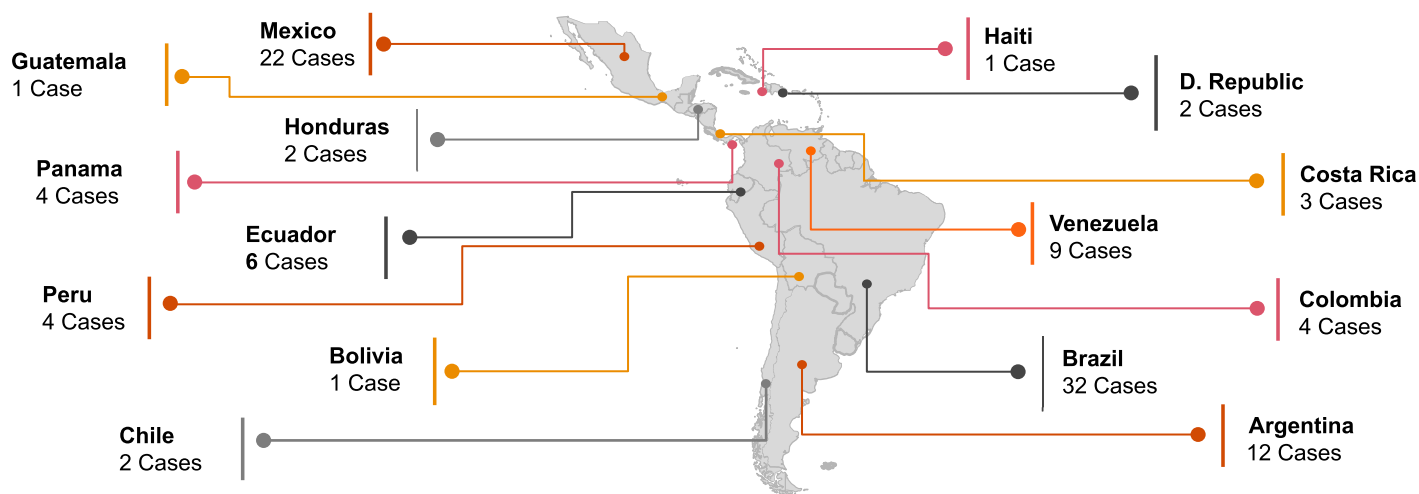 Mexico
22 Cases
Haiti
1 Case
Guatemala
1 Case
D. Republic
2 Cases
Honduras
2 Cases
Panama
4 Cases
Costa Rica
3 Cases
Ecuador
6 Cases
Venezuela
9 Cases
Peru
4 Cases
Colombia
4 Cases
Bolivia
1 Case
Brazil
32 Cases
Chile
2 Cases
Argentina
12 Cases